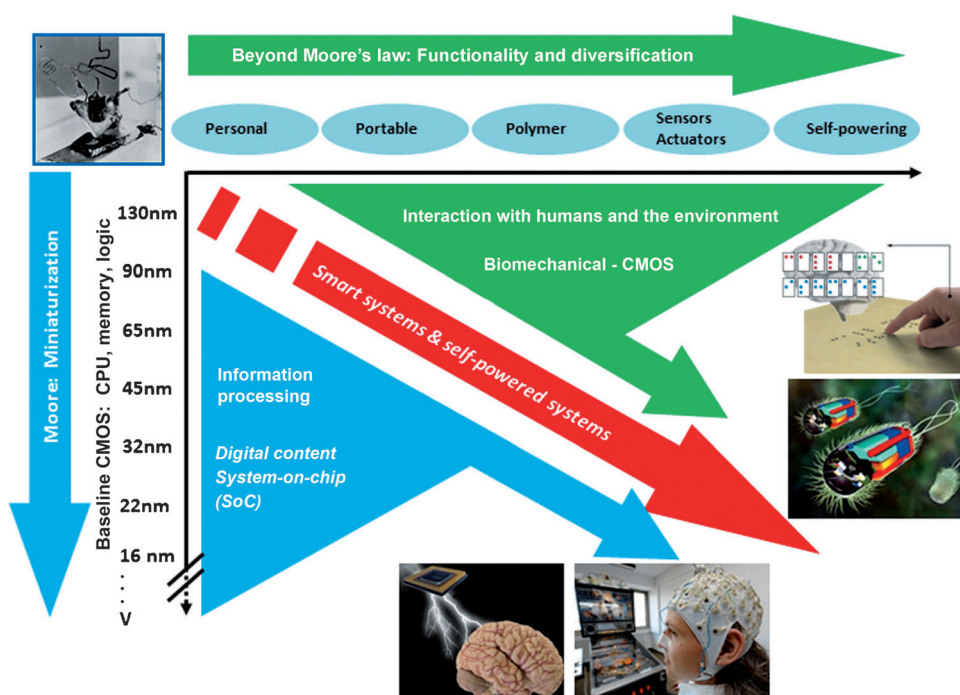 Beyond Moore's law: Functionality and diversification
Personal
Portable
Polymer
Sensors
Actuators
Self-powering
Moore: Miniaturization
Baseline CMOS: CPU, memory, logic
130nm
90nm
65nm
45nm
32nm
22nm
16 nm
Interaction with humans and the environment
Biomechanical - CMOS
Smart systems & self-powered systems
Information
processing
Digital content
System-on-chip
(SoC)